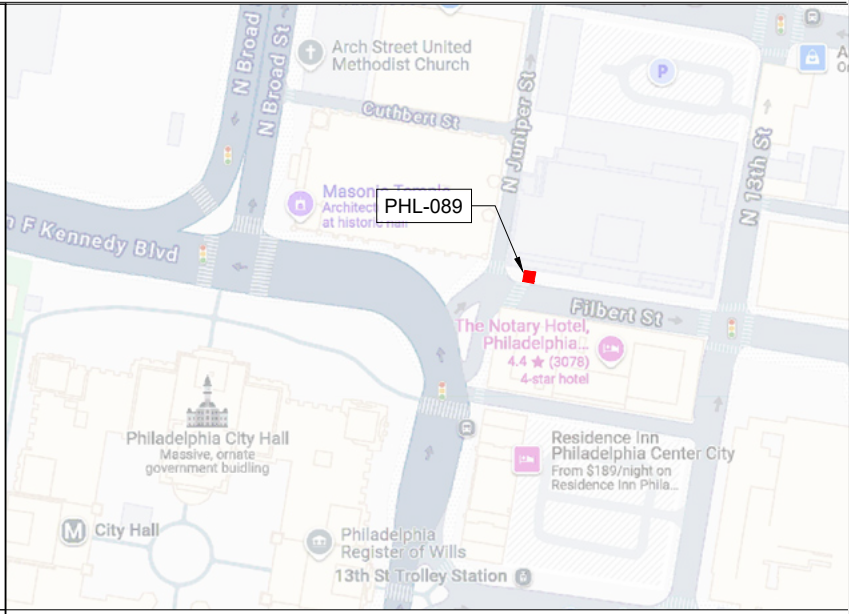 N Broad
N Broad St
Arch Street United
Methodist Church
Cuthbert St
N Juniper St
P
A
N 13th St
Masonic Temple
Architect
at historic hall
PHL-089
n F Kennedy Blvd
Filbert St
The Notary Hotel,
Philadelphia...
4.4 ★ (3078)
4-star hotel
Philadelphia City Hall
Massive, ornate
government buidling
Residence Inn
Philadelphia Center City
From $189/night on
Residence Inn Phila...
M City Hall
Philadelphia
Register of Wills
13th St Trolley Station